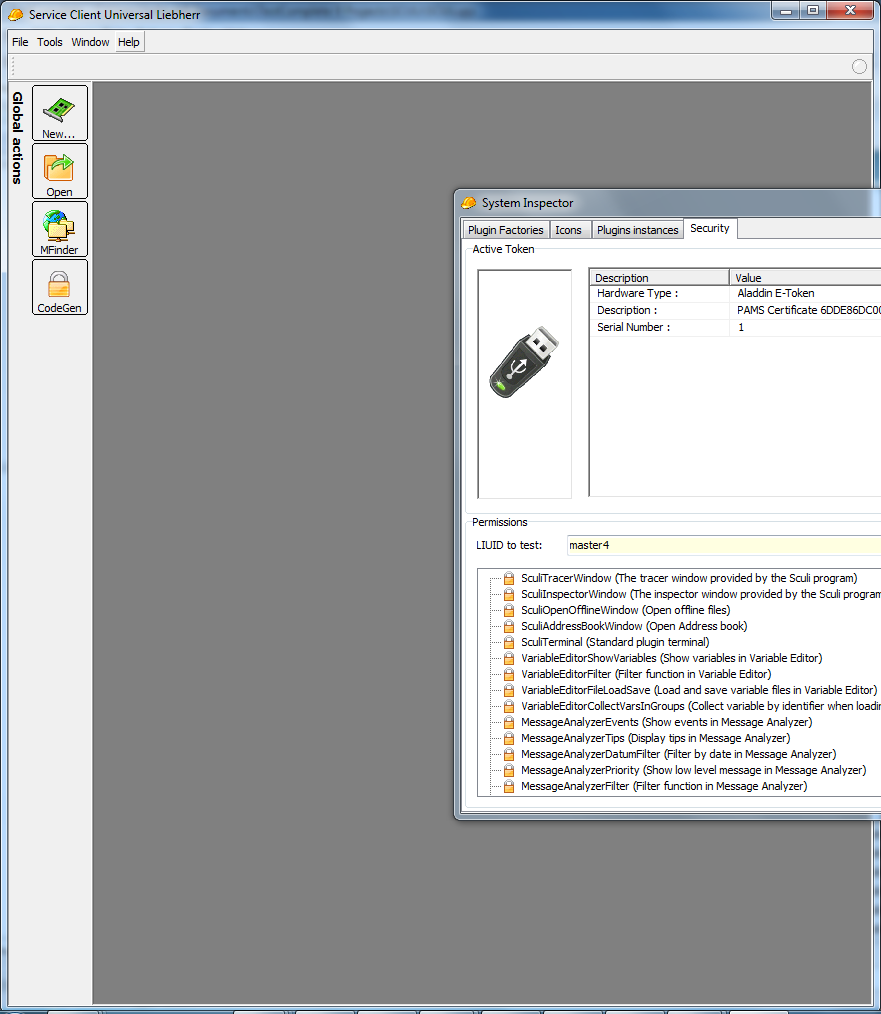 Service Client Universal Liebherr
File Tools Window Help
Global actions
New...
Open
MFinder
CodeGen
System Inspector
Plugin Factories Icons Plugins instances Security
Active Token
Description Value
Hardware Type : Aladdin E-Token
Description : PAMS Certificate 6DDE86DC00
Serial Number : 1
Permissions
LIUID to test: master4
SculiTracerWindow (The tracer window provided by the Sculi program)
SculiInspectorWindow (The inspector window provided by the Sculi program
SculiOpenOfflineWindow (Open offline files)
SculiAddressBookWindow (Open Address book)
SculiTerminal (Standard plugin terminal)
VariableEditorShowVariables (Show variables in Variable Editor)
VariableEditorFilter (Filter function in Variable Editor)
VariableEditorFileLoadSave (Load and save variable files in Variable Editor)
VariableEditorCollectVarsInGroups (Collect variable by identifier when loadin
MessageAnalyzerEvents (Show events in Message Analyzer)
MessageAnalyzerTips (Display tips in Message Analyzer)
MessageAnalyzerDatumFilter (Filter by date in Message Analyzer)
MessageAnalyzerPriority (Show low level message in Message Analyzer)
MessageAnalyzerFilter (Filter function in Message Analyzer)